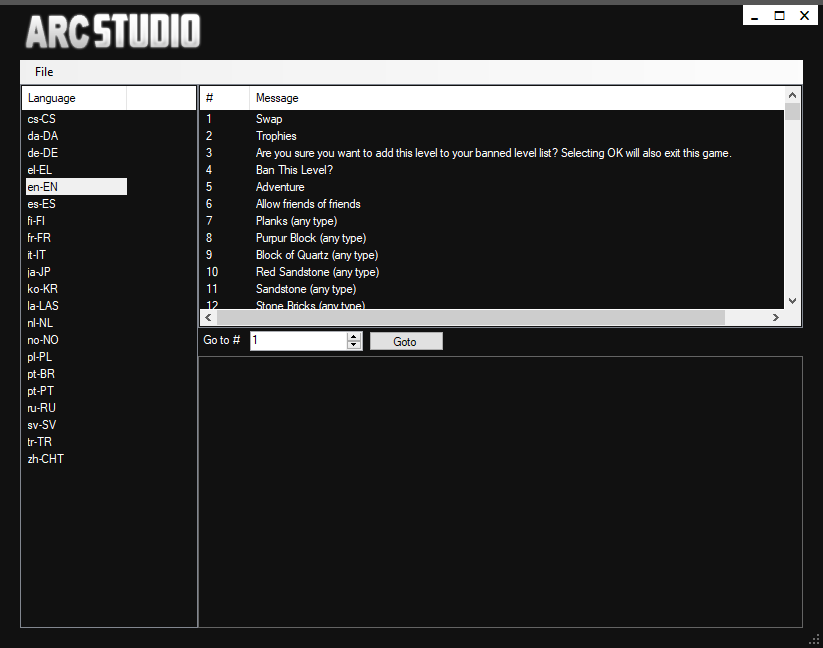 ARC STUDIO
File
Language
# Message
cs-CS
da-DA
de-DE
el-EL
en-EN
es-ES
fi-FI
fr-FR
it-IT
ja-JP
ko-KR
la-LAS
nl-NL
no-NO
pl-PL
pt-BR
pt-PT
ru-RU
sv-SV
tr-TR
zh-CHT
1 Swap
2 Trophies
3 Are you sure you want to add this level to your banned level list? Selecting OK will also exit this game.
4 Ban This Level?
5 Adventure
6 Allow friends of friends
7 Planks (any type)
8 Purpur Block (any type)
9 Block of Quartz (any type)
10 Red Sandstone (any type)
11 Sandstone (any type)
12 Stone Bricks (any type)
Go to # 1 Goto